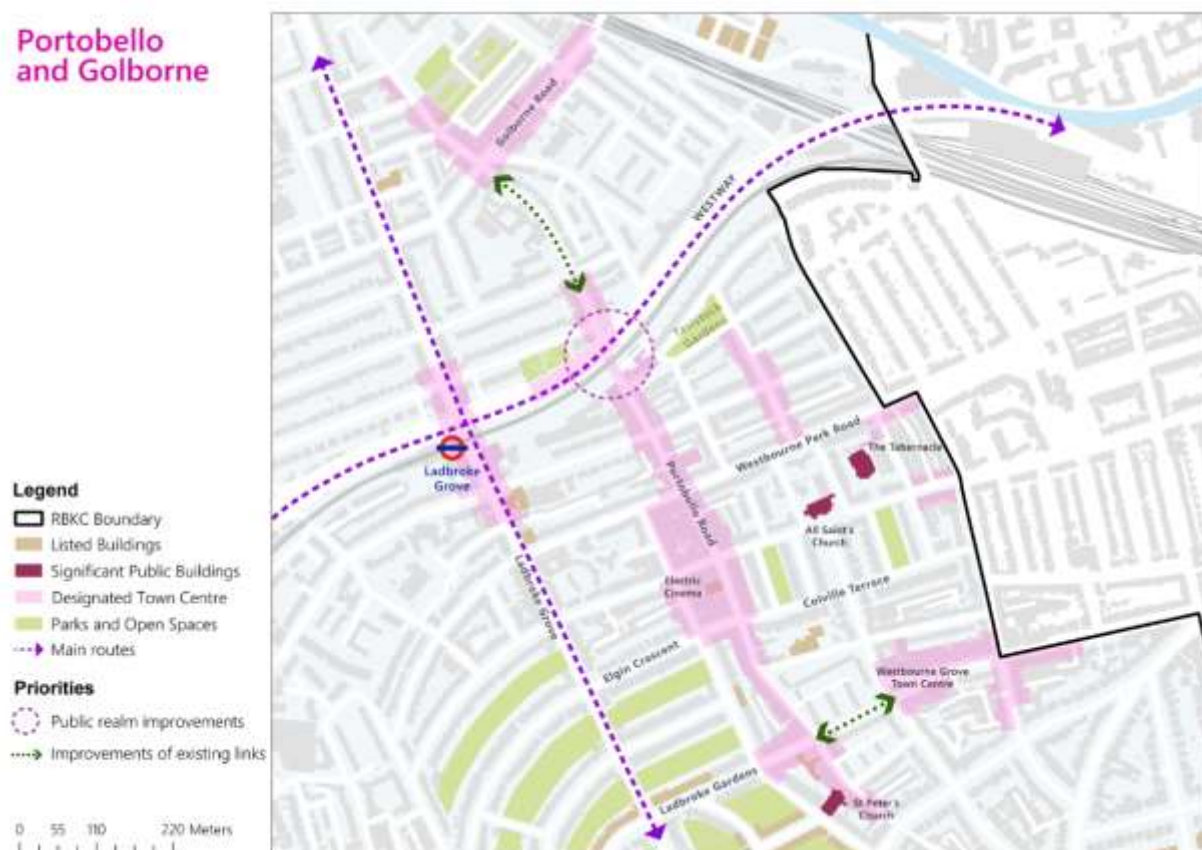 Portobello
and Golborne
Golborne Road
WESTWAY
Tavistock
Gardens
Westbourne Park Road
The Tabernacle
Ladbroke
Grove
Portobello Road
All Saint's
Church
Electric
Cinema
Colville Terrace
Ladbroke Grove
Elgin Crescent
Westbourne Grove
Town Centre
Ladbroke Gardens
St Peter's
Church
Legend
RBKC Boundary
Listed Buildings
Significant Public Buildings
Designated Town Centre
Parks and Open Spaces
Main routes
Priorities
Public realm improvements
Improvements of existing links
0 55 110 220 Meters